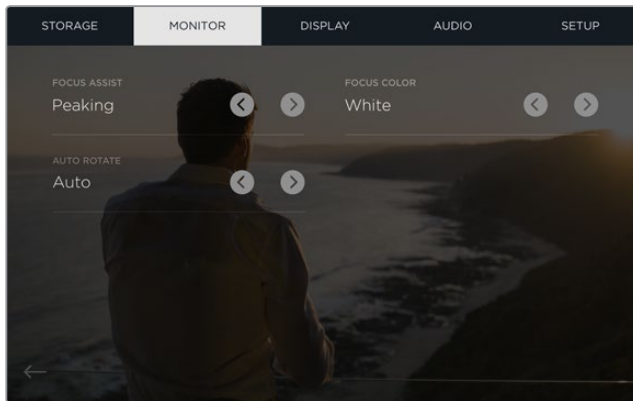 STORAGE MONITOR DISPLAY AUDIO SETUP
FOCUS ASSIST FOCUS COLOR
Peaking White
AUTO ROTATE
Auto